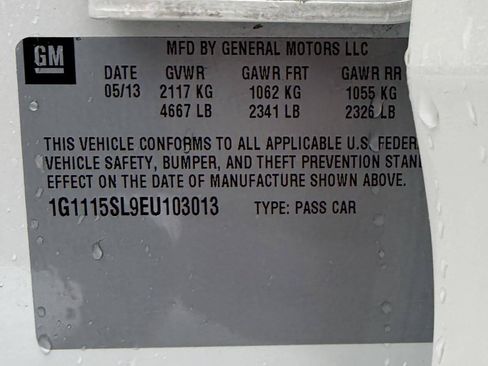 GM
MFD BY GENERAL MOTORS LLC
DATE GVWR GAWR FRT GAWR RR
05/13 2117 KG 1062 KG 1055 KG
4667 LB 2341 LB 2326 LB
THIS VEHICLE CONFORMS TO ALL APPLICABLE U.S. FEDER
VEHICLE SAFETY, BUMPER, AND THEFT PREVENTION STAN
EFFECT ON THE DATE OF MANUFACTURE SHOWN ABOVE.
1G1115SL9EU103013 TYPE: PASS CAR